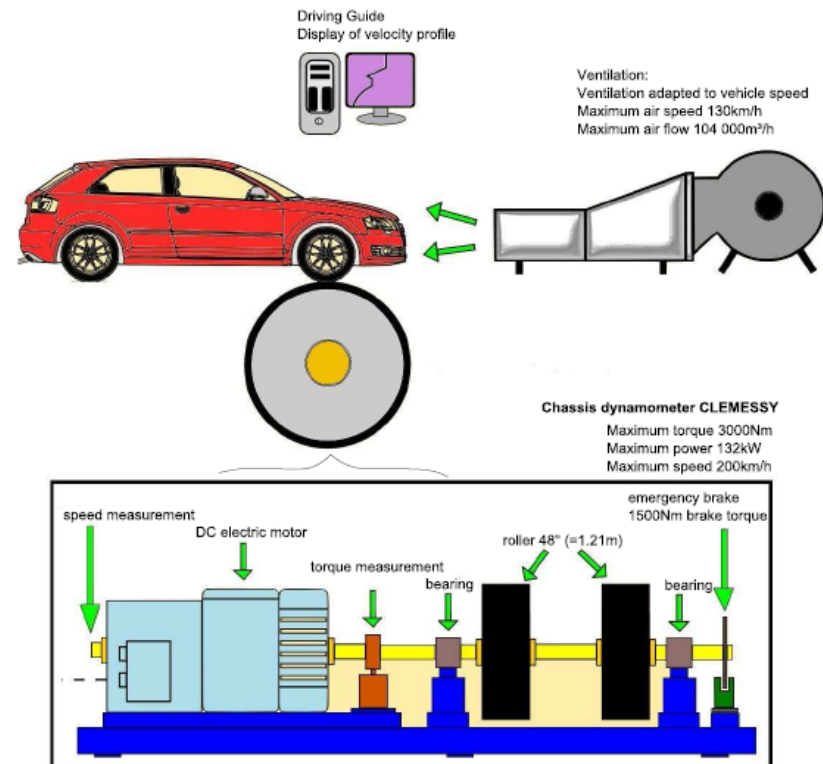 Driving Guide
Display of velocity profile
Ventilation:
Ventilation adapted to vehicle speed
Maximum air speed 130km/h
Maximum air flow 104 000m³/h
Chassis dynamometer CLEMESSY
Maximum torque 3000Nm
Maximum power 132kW
Maximum speed 200km/h
speed measurement
DC electric motor
torque measurement
bearing
roller 48" (=1.21m)
bearing
emergency brake
1500Nm brake torque